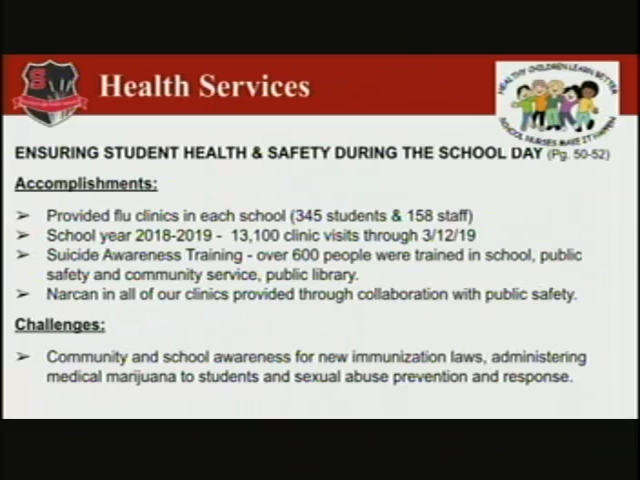 S
Health Services
HEALTHY CHILDREN LEARN BETTER
SCHOOL NURSES MAKE IT HAPPEN
ENSURING STUDENT HEALTH & SAFETY DURING THE SCHOOL DAY (Pg. 50-52)
Accomplishments:
➢ Provided flu clinics in each school (345 students & 158 staff)
➢ School year 2018-2019 - 13,100 clinic visits through 3/12/19
➢ Suicide Awareness Training - over 600 people were trained in school, public
safety and community service, public library.
➢ Narcan in all of our clinics provided through collaboration with public safety.
Challenges:
➢ Community and school awareness for new immunization laws, administering
medical marijuana to students and sexual abuse prevention and response.